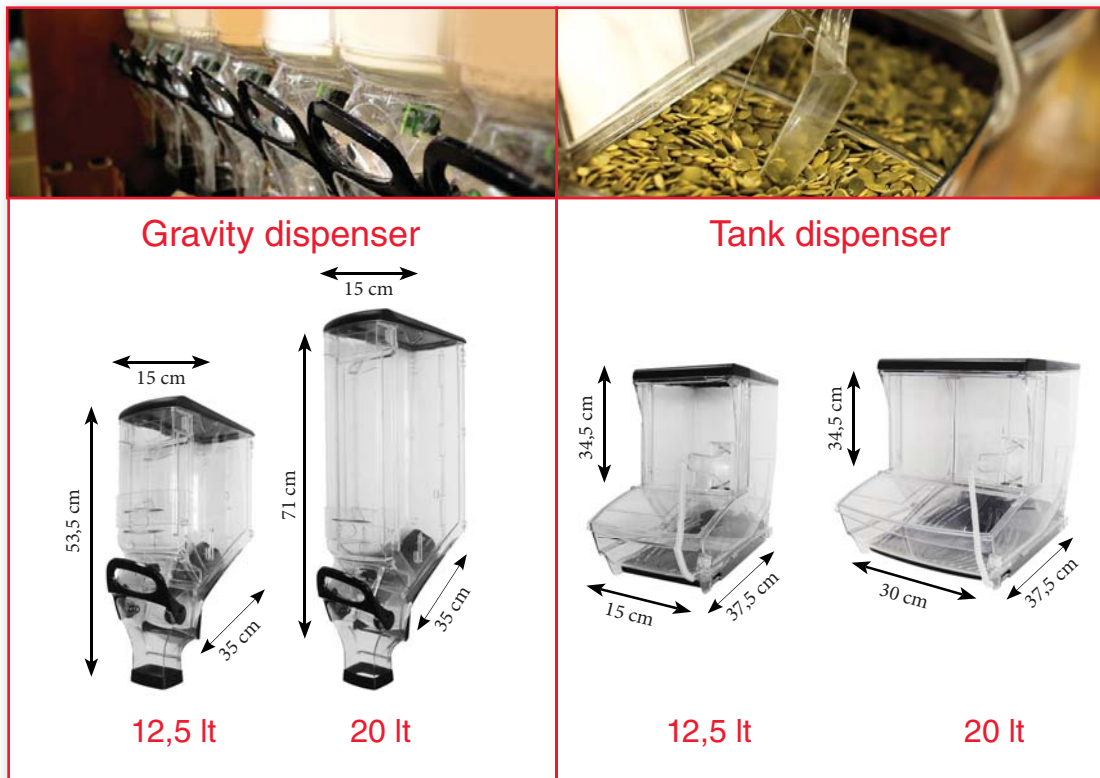 Gravity dispenser
15 cm
53,5 cm
35 cm
12,5 lt
15 cm
71 cm
35 cm
20 lt
Tank dispenser
34,5 cm
15 cm
37,5 cm
12,5 lt
34,5 cm
30 cm
37,5 cm
20 lt